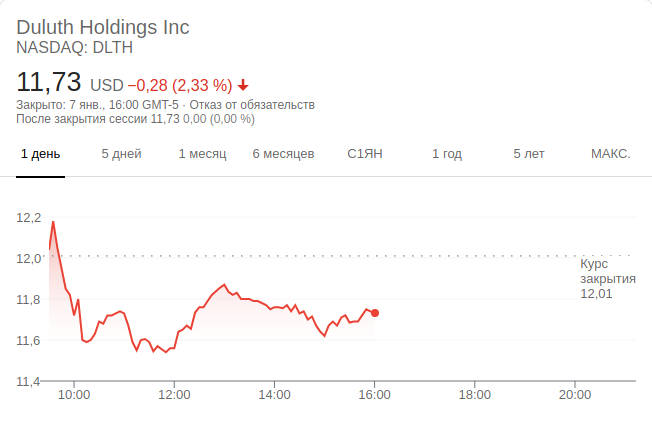 Duluth Holdings Inc
NASDAQ: DLTH
11,73 USD −0,28 (2,33 %)
Закрыто: 7 янв., 16:00 GMT-5 · Отказ от обязательств
После закрытия сессии 11,73 0,00 (0,00 %)
1 день 5 дней 1 месяц 6 месяцев С1ЯН 1 год 5 лет МАКС.
12,2
12,0
Курс
закрытия
12,01
11,8
11,6
11,4
10:00 12:00 14:00 16:00 18:00 20:00